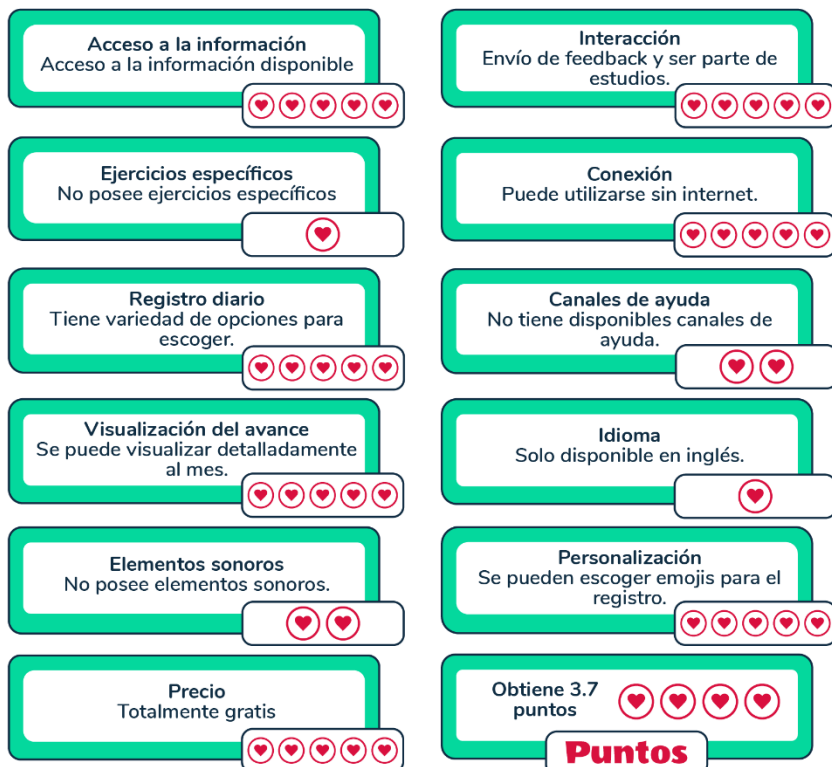 Acceso a la información
Acceso a la información disponible
Interacción
Envío de feedback y ser parte de
estudios.
Ejercicios específicos
No posee ejercicios específicos
Conexión
Puede utilizarse sin internet.
Registro diario
Tiene variedad de opciones para
escoger.
Canales de ayuda
No tiene disponibles canales de
ayuda.
Visualización del avance
Se puede visualizar detalladamente
al mes.
Idioma
Solo disponible en inglés.
Elementos sonoros
No posee elementos sonoros.
Personalización
Se pueden escoger emojis para el
registro.
Precio
Totalmente gratis
Obtiene 3.7
puntos
Puntos